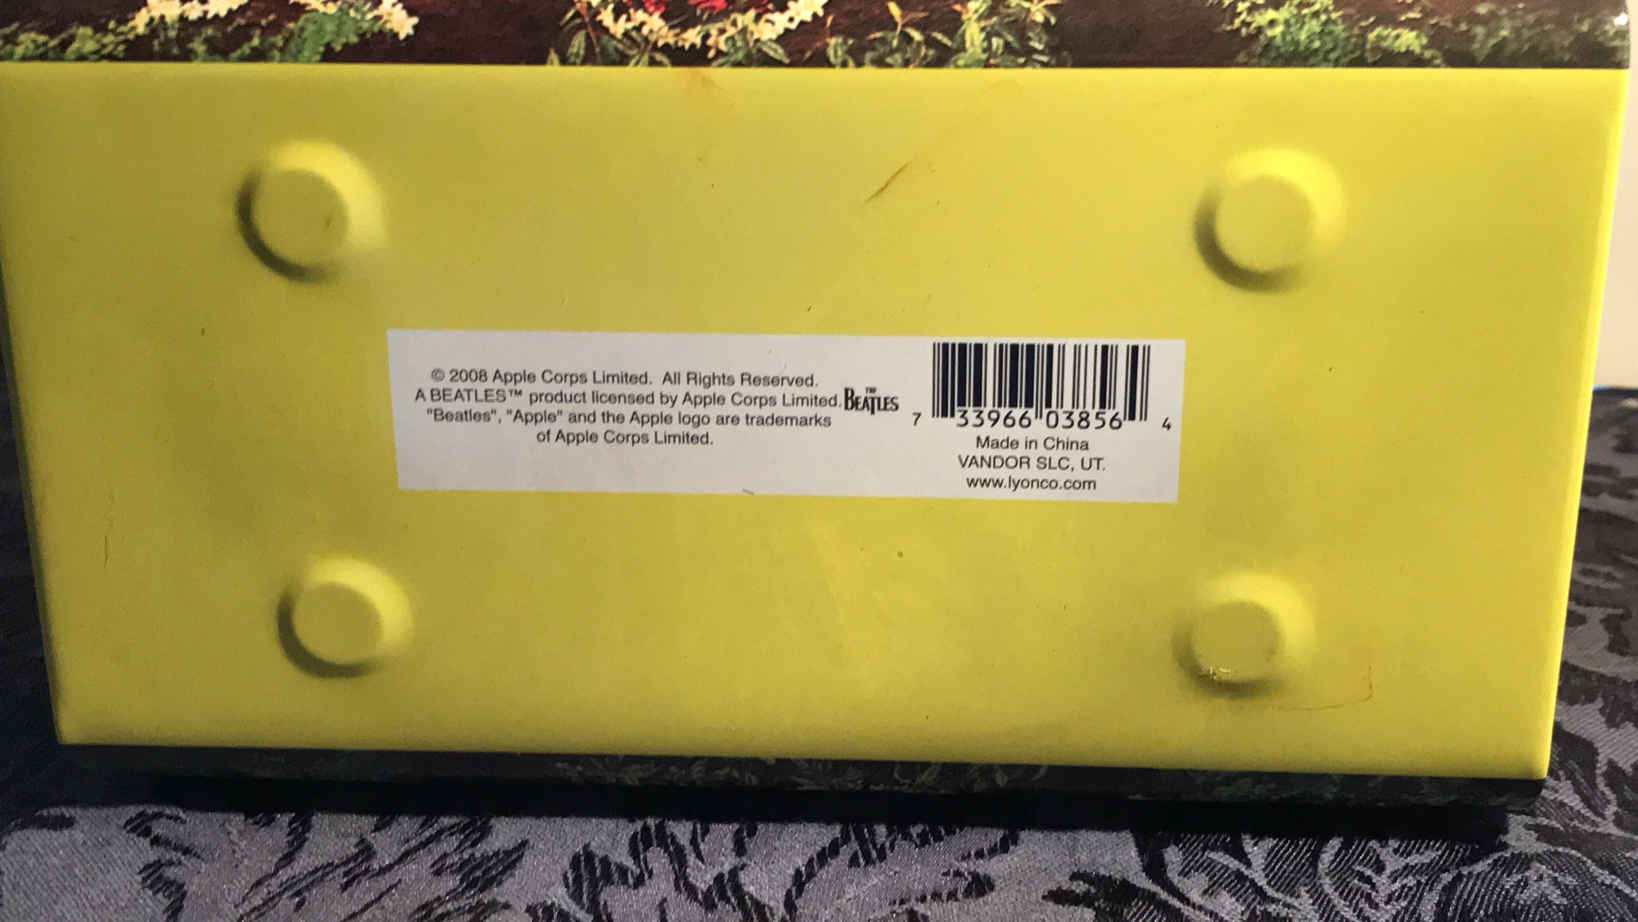 © 2008 Apple Corps Limited. All Rights Reserved.
A BEATLES™ product licensed by Apple Corps Limited.
"Beatles", "Apple" and the Apple logo are trademarks
of Apple Corps Limited.
THE
BEATLES
7 33966 03856 4
Made in China
VANDOR SLC, UT.
www.lyonco.com